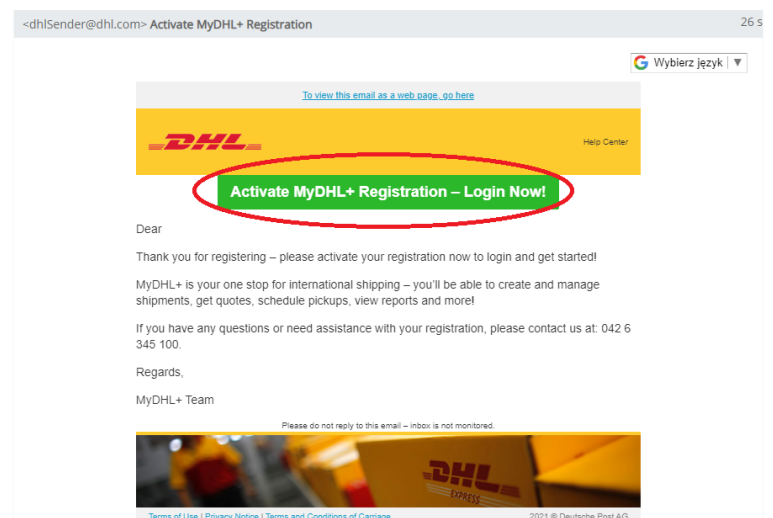 <dhlSender@dhl.com> Activate MyDHL+ Registration
26 s
G Wybierz język ▼
To view this email as a web page, go here
DHL
Help Center
Activate MyDHL+ Registration – Login Now!
Dear
Thank you for registering – please activate your registration now to login and get started!
MyDHL+ is your one stop for international shipping – you'll be able to create and manage
shipments, get quotes, schedule pickups, view reports and more!
If you have any questions or need assistance with your registration, please contact us at: 042 6
345 100.
Regards,
MyDHL+ Team
Please do not reply to this email – inbox is not monitored.
DHL
EXPRESS
Terms of Use | Privacy Notice | Terms and Conditions of Carriage
2021 © Deutsche Post AG